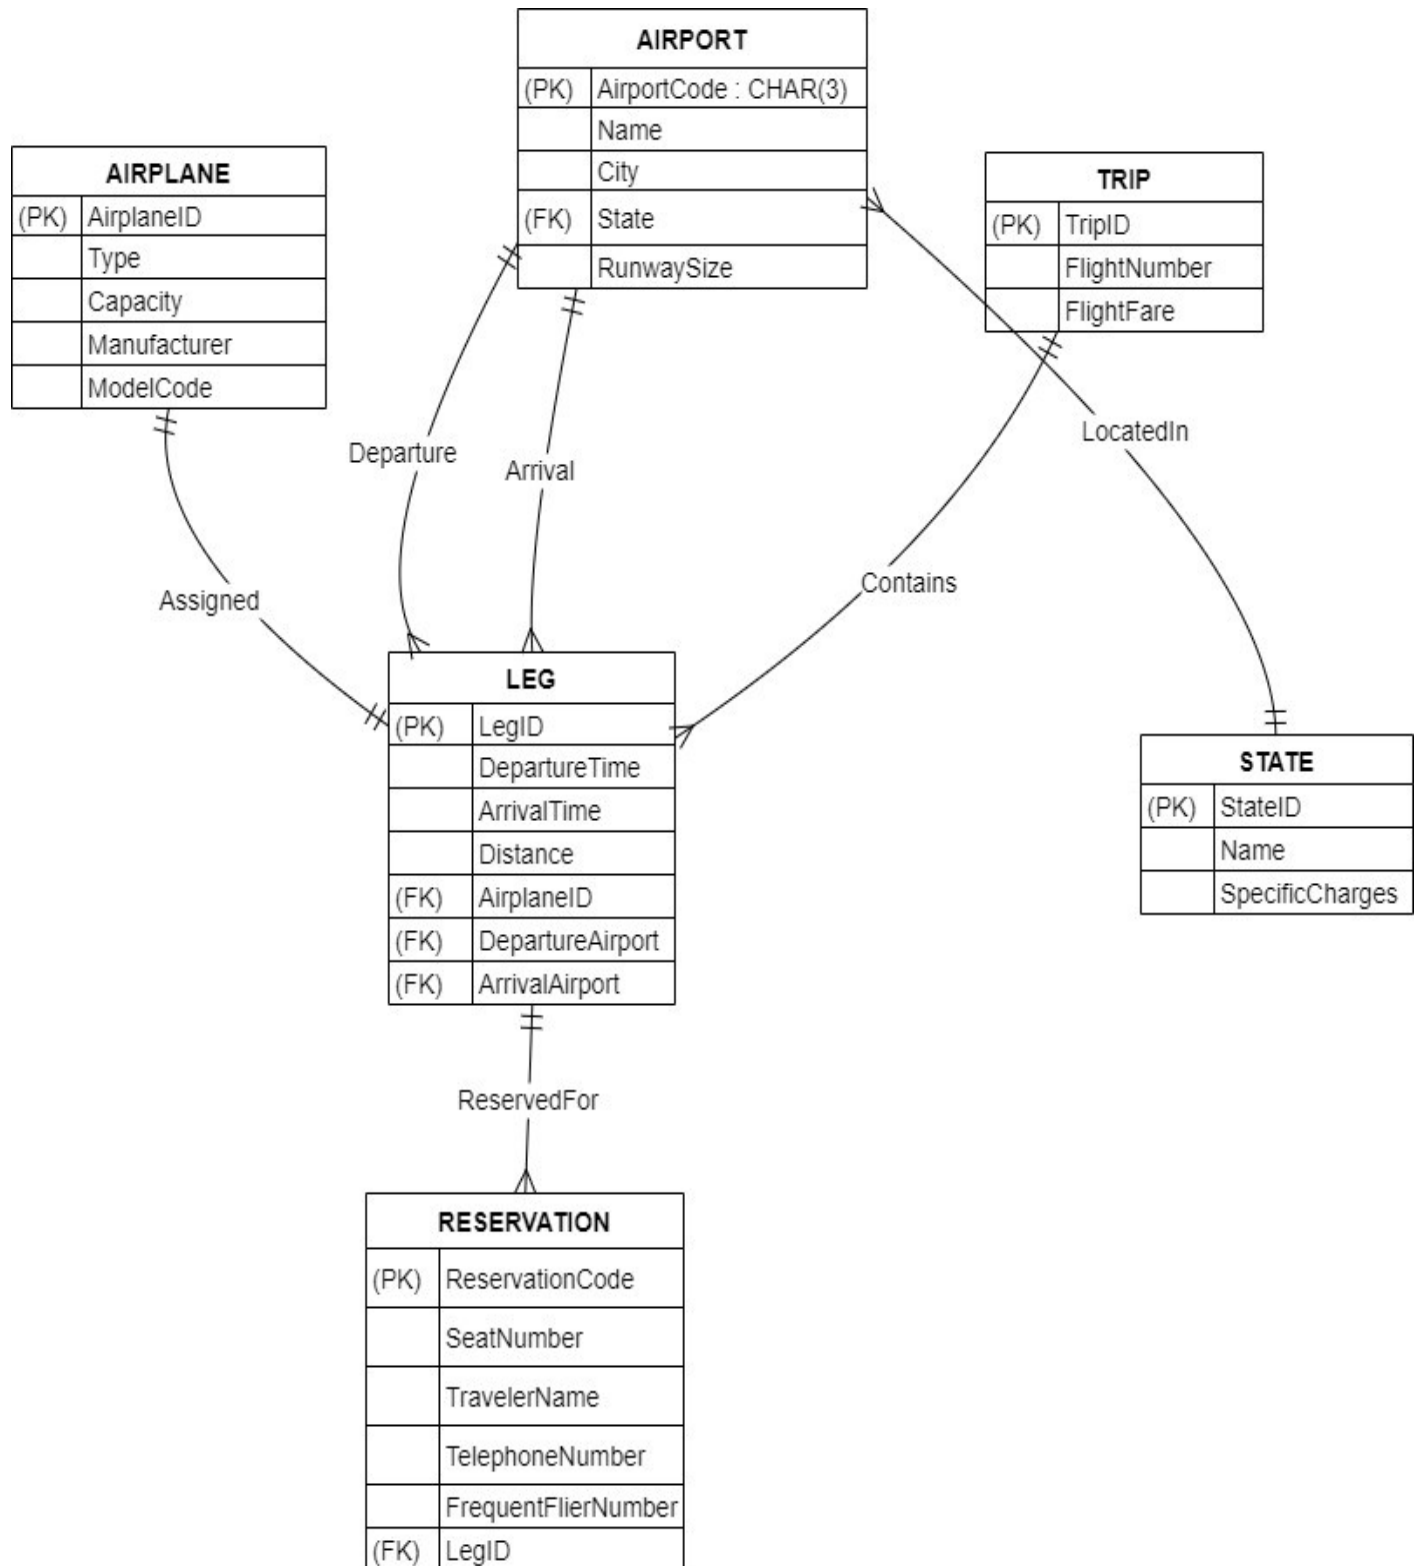 AIRPORT
(PK) AirportCode : CHAR(3)
Name
City
(FK) State
RunwaySize
AIRPLANE
(PK) AirplaneID
Type
Capacity
Manufacturer
ModelCode
TRIP
(PK) TripID
FlightNumber
FlightFare
Departure
Arrival
LocatedIn
Contains
Assigned
LEG
(PK) LegID
DepartureTime
ArrivalTime
Distance
(FK) AirplaneID
(FK) DepartureAirport
(FK) ArrivalAirport
STATE
(PK) StateID
Name
SpecificCharges
ReservedFor
RESERVATION
(PK) ReservationCode
SeatNumber
TravelerName
TelephoneNumber
FrequentFlierNumber
(FK) LegID